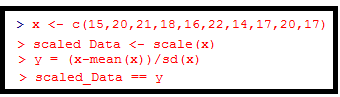 > x <- c(15,20,21,18,16,22,14,17,20,17)
> scaled_Data <- scale(x)
> y = (x-mean(x))/sd(x)
> scaled_Data == y